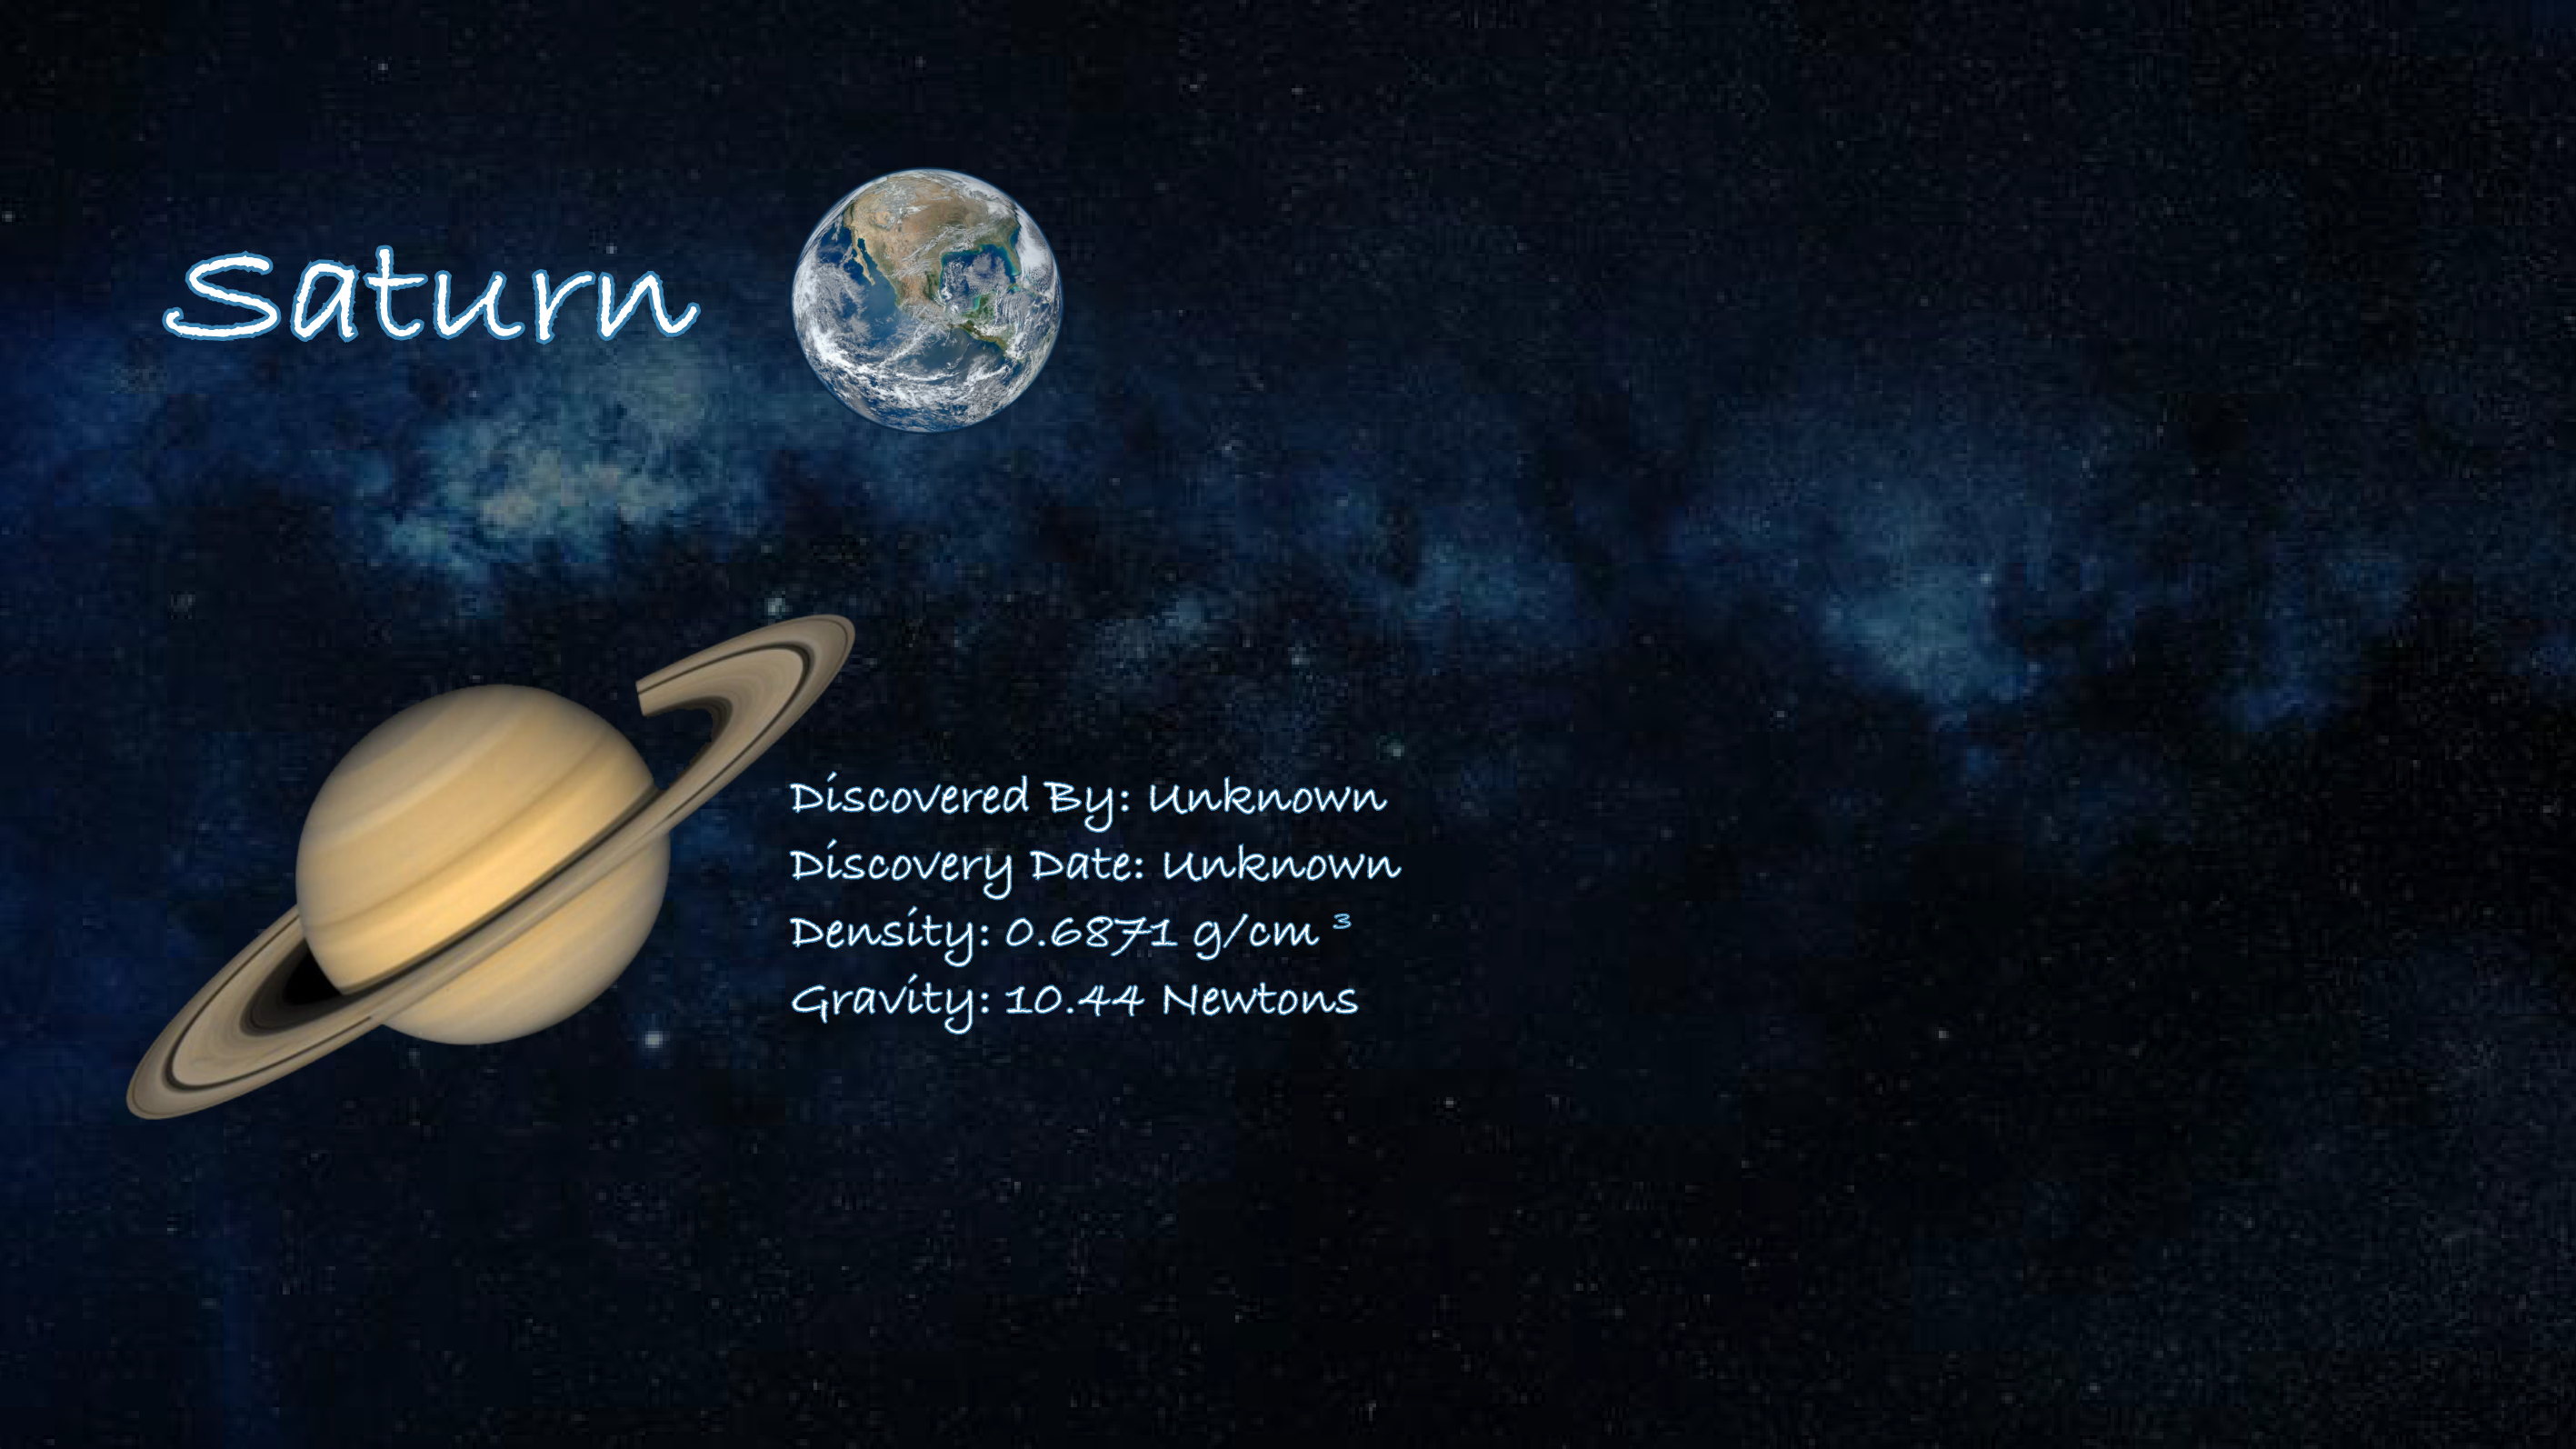 Saturn
Discovered By: Unknown
Discovery Date: Unknown
Density: 0.6871 g/cm ³
Gravity: 10.44 Newtons